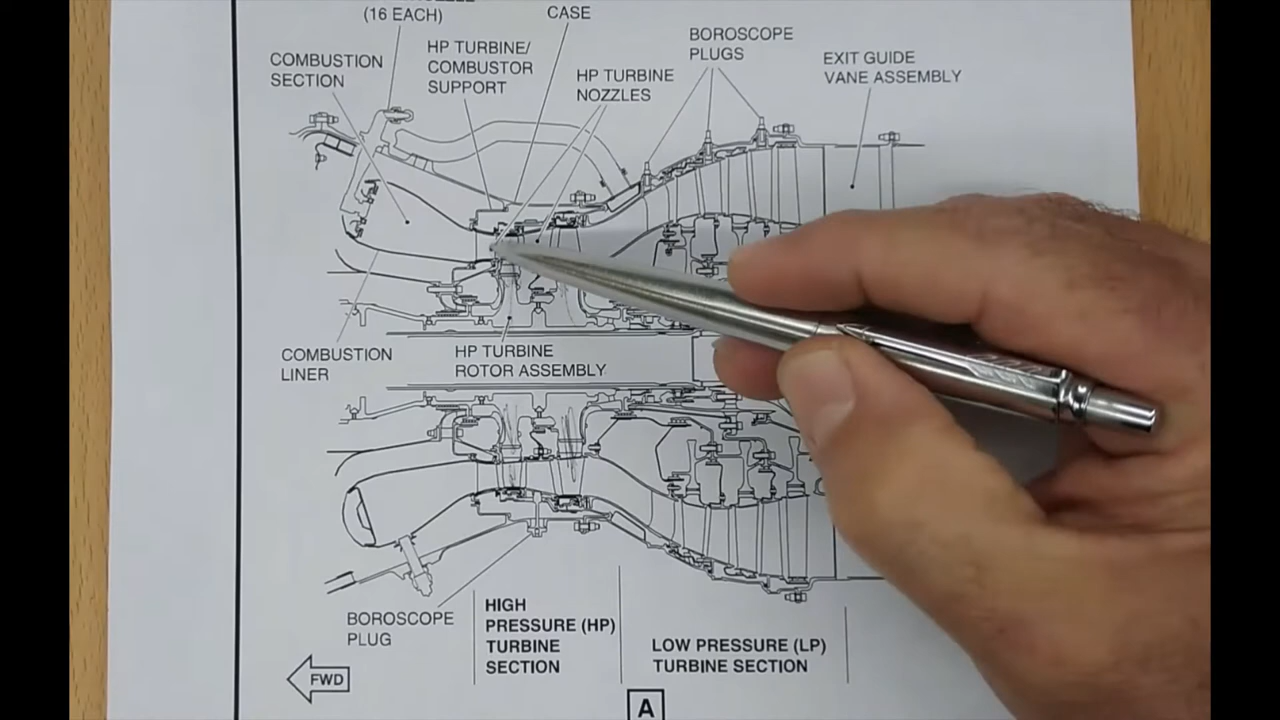 (16 EACH)
CASE
COMBUSTION
SECTION
HP TURBINE/
COMBUSTOR
SUPPORT
HP TURBINE
NOZZLES
BOROSCOPE
PLUGS
EXIT GUIDE
VANE ASSEMBLY
COMBUSTION
LINER
HP TURBINE
ROTOR ASSEMBLY
BOROSCOPE
PLUG
HIGH
PRESSURE (HP)
TURBINE
SECTION
LOW PRESSURE (LP)
TURBINE SECTION
FWD
A